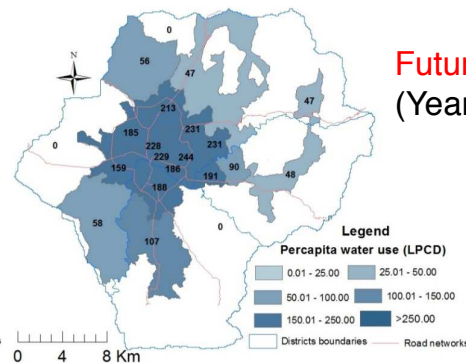 0
N
56
47
Futur
(Year
213
47
185
231
0
228
231
229
244
90
159
186
48
191
188
58
0
107
Legend
Percapita water use (LPCD)
0.01 - 25.00
25.01 - 50.00
50.01 - 100.00
100.01 - 150.00
150.01 - 250.00
>250.00
Districts boundaries
Road networks
0 4 8 Km